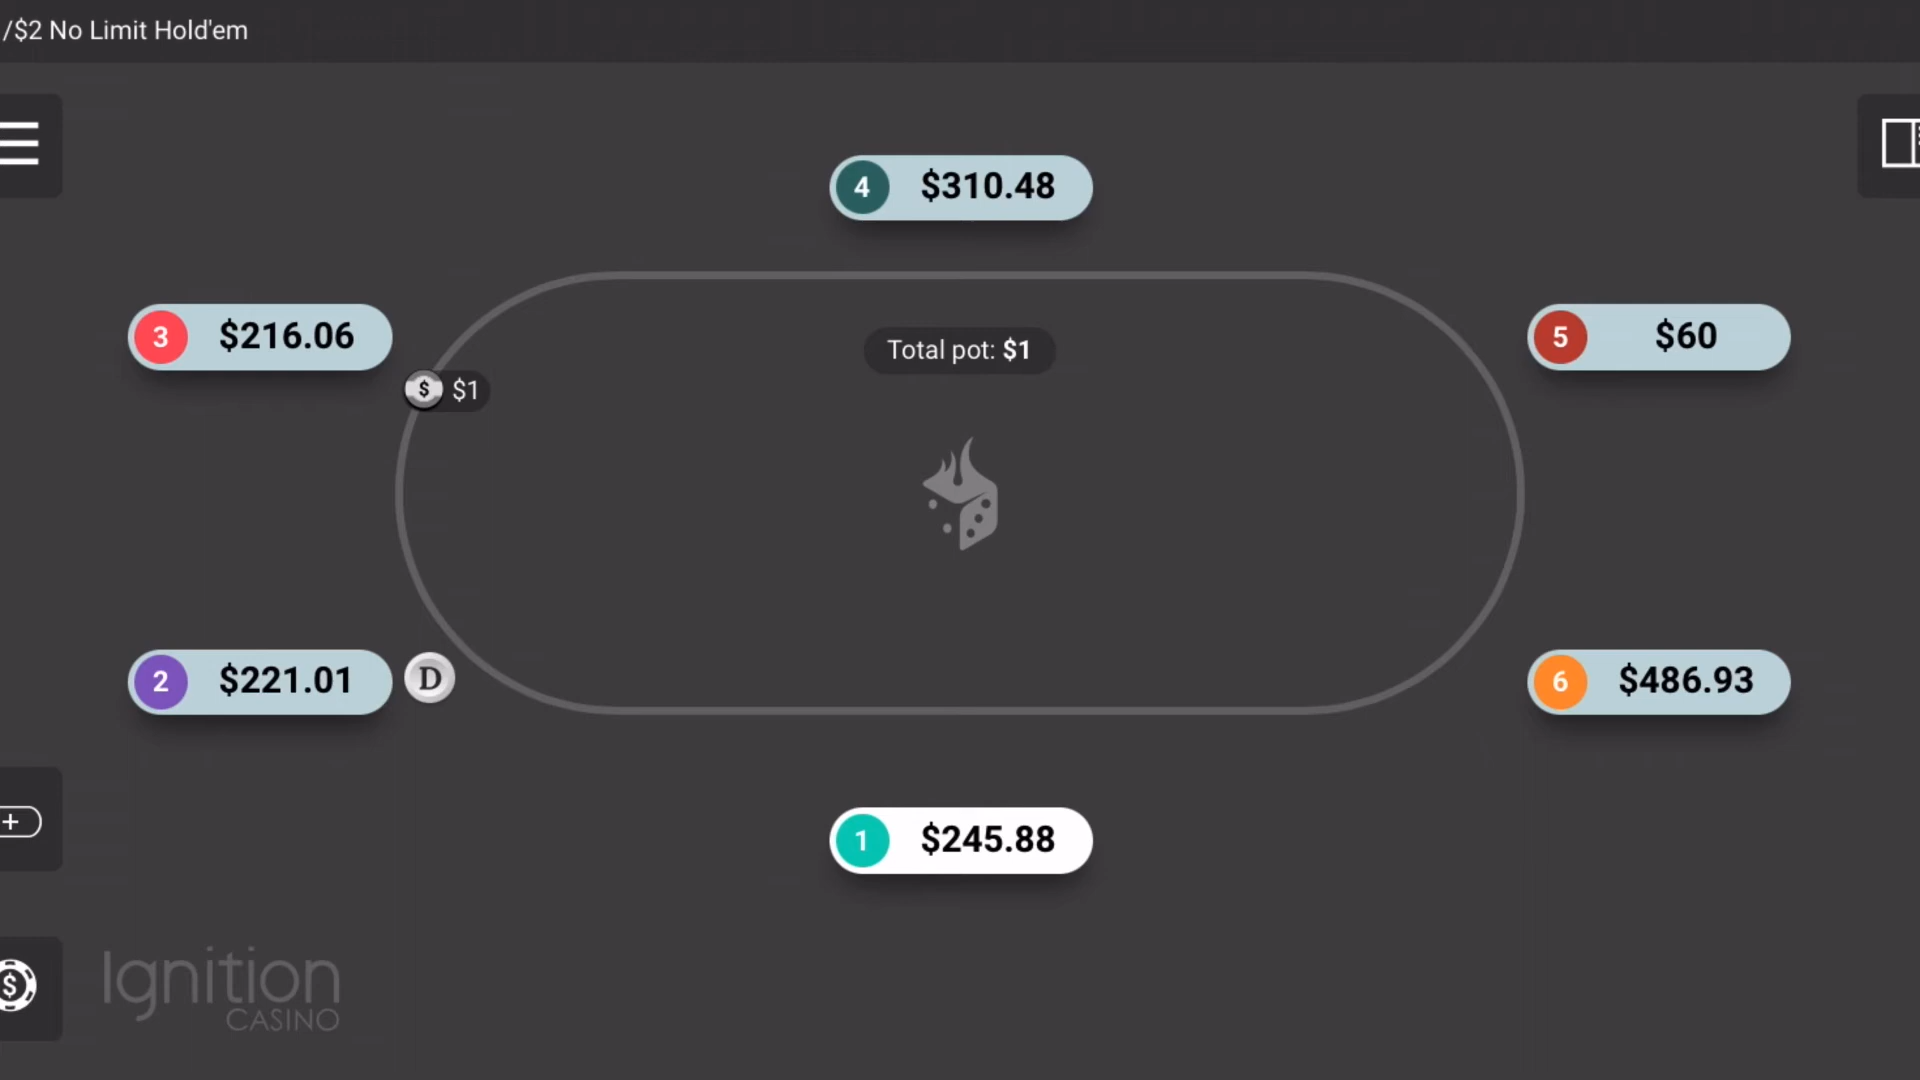 /$2 No Limit Hold'em
4 $310.48
3 $216.06
Total pot: $1
5 $60
$ $1
2 $221.01
D
6 $486.93
+
1 $245.88
$
Ignition
CASINO